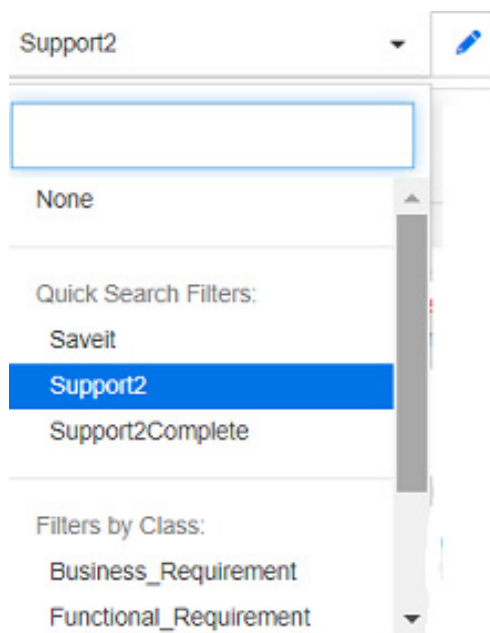 Support2
None
Quick Search Filters:
Saveit
Support2
Support2Complete
Filters by Class:
Business_Requirement
Functional_Requirement